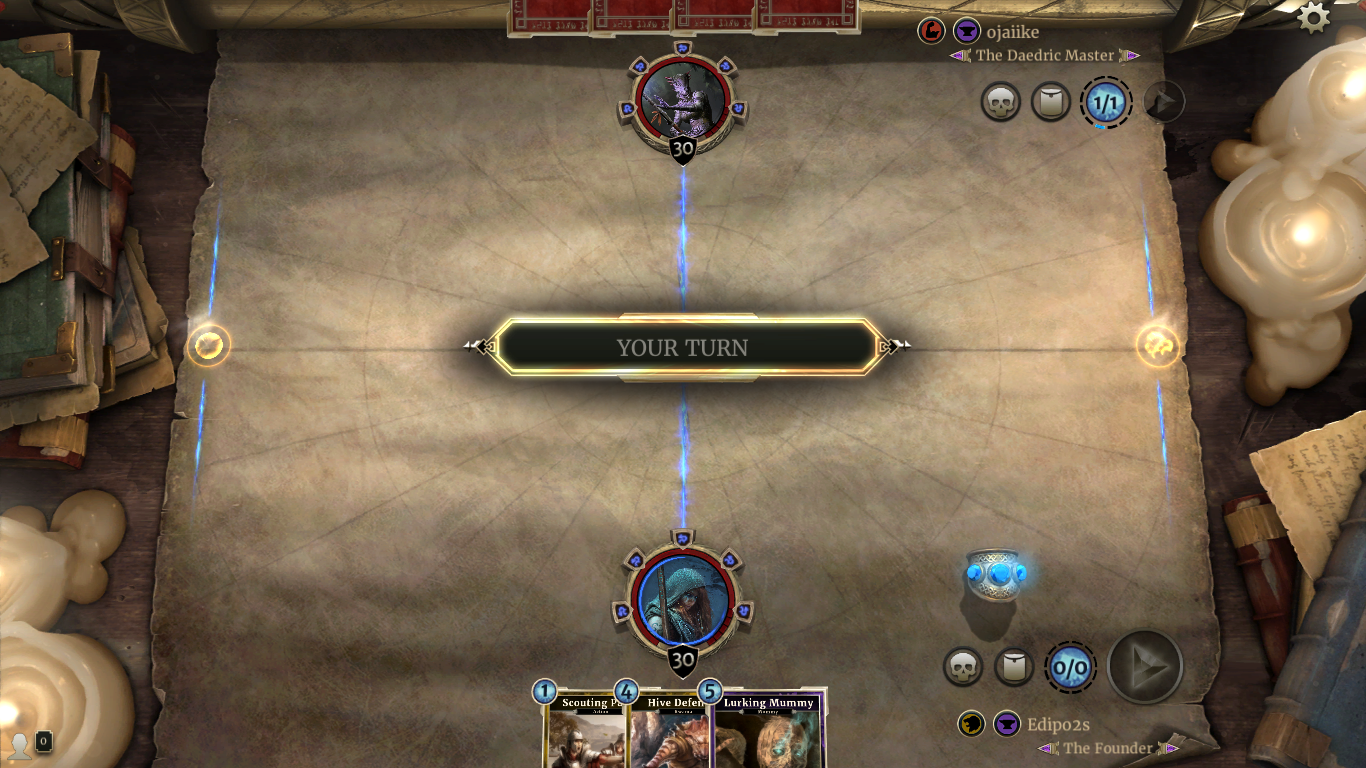 ojaiike
The Daedric Master
1/1
30
YOUR TURN
30
0/0
1
4
5
Scouting
Hive
Lurking Mummy
Mummy
Edipo2s
The Founder
0